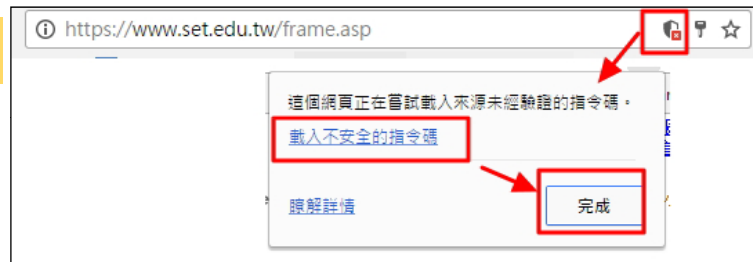 https://www.set.edu.tw/frame.asp
這個網頁正在嘗試載入來源未經驗證的指令碼。
載入不安全的指令碼
瞭解詳情
完成